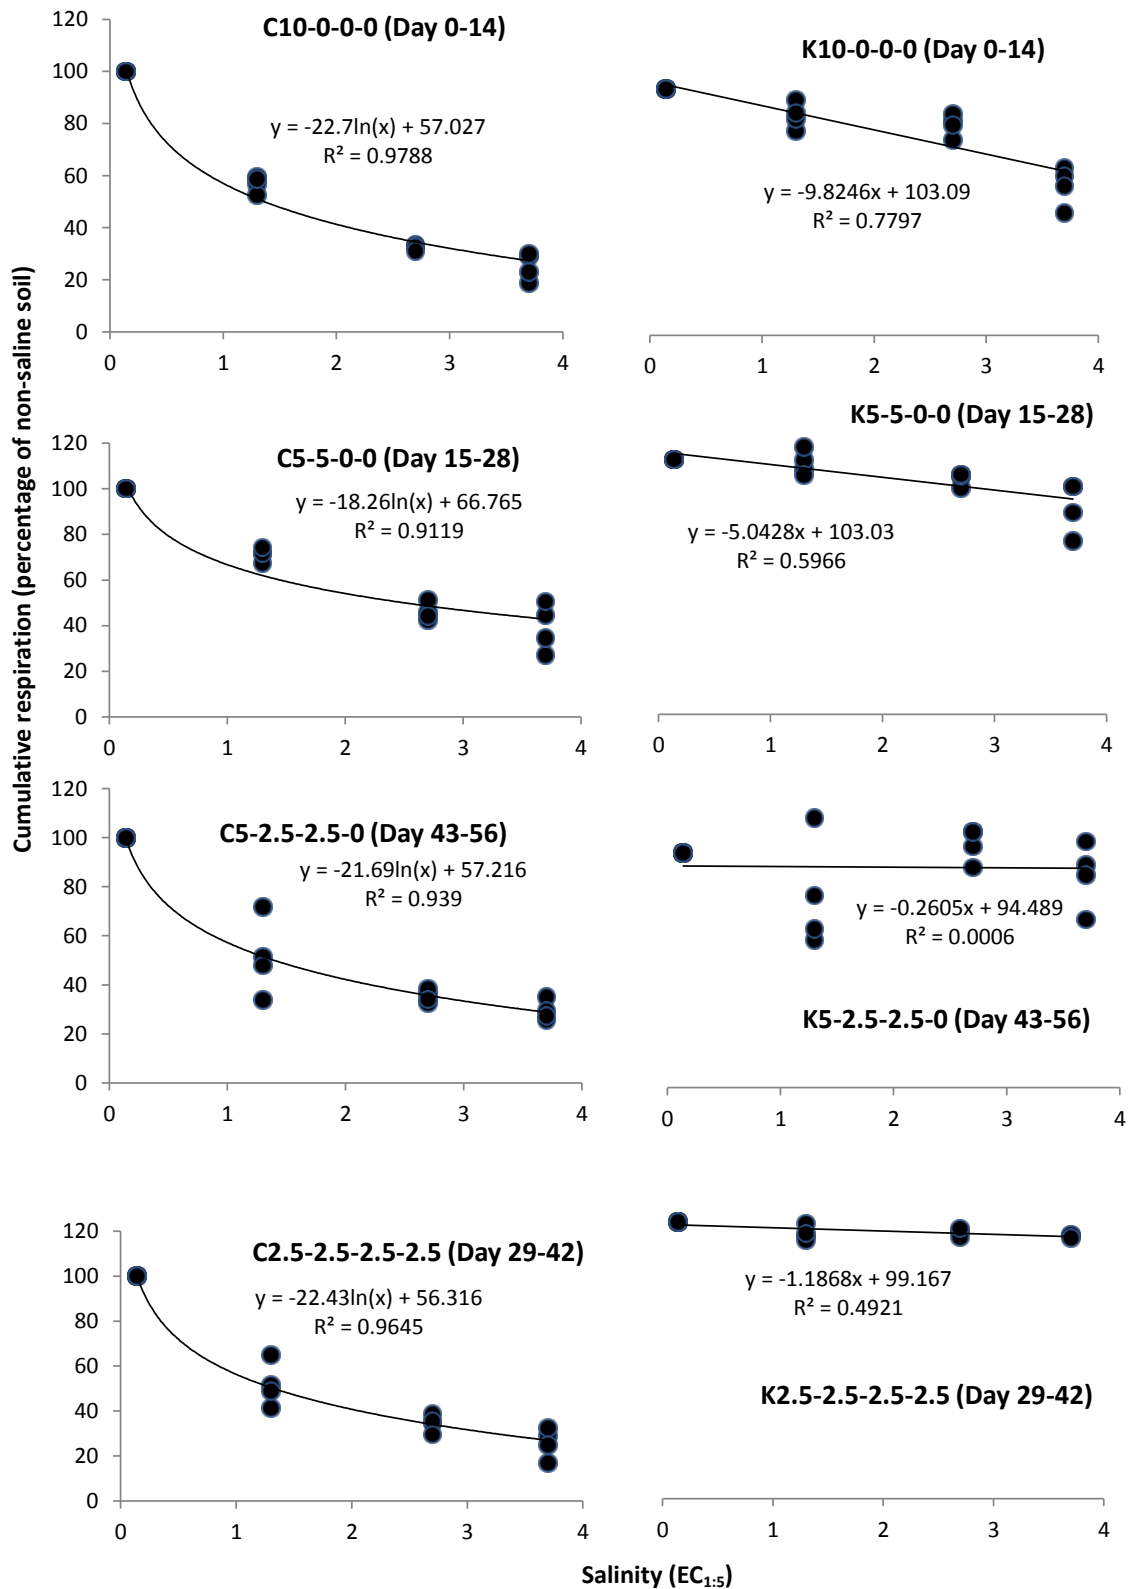 Cumulative respiration (percentage of non-saline soil)
C10-0-0-0 (Day 0-14)
y = -22.7ln(x) + 57.027
R² = 0.9788
120
100
80
60
40
20
0
0 1 2 3 4
K10-0-0-0 (Day 0-14)
y = -9.8246x + 103.09
R² = 0.7797
0 1 2 3 4
C5-5-0-0 (Day 15-28)
y = -18.26ln(x) + 66.765
R² = 0.9119
120
100
80
60
40
20
0
0 1 2 3 4
K5-5-0-0 (Day 15-28)
y = -5.0428x + 103.03
R² = 0.5966
0 1 2 3 4
C5-2.5-2.5-0 (Day 43-56)
y = -21.69ln(x) + 57.216
R² = 0.939
120
100
80
60
40
20
0
0 1 2 3 4
y = -0.2605x + 94.489
R² = 0.0006
K5-2.5-2.5-0 (Day 43-56)
0 1 2 3 4
C2.5-2.5-2.5-2.5 (Day 29-42)
y = -22.43ln(x) + 56.316
R² = 0.9645
120
100
80
60
40
20
0
0 1 2 3 4
y = -1.1868x + 99.167
R² = 0.4921
K2.5-2.5-2.5-2.5 (Day 29-42)
0 1 2 3 4
Salinity (EC1:5)